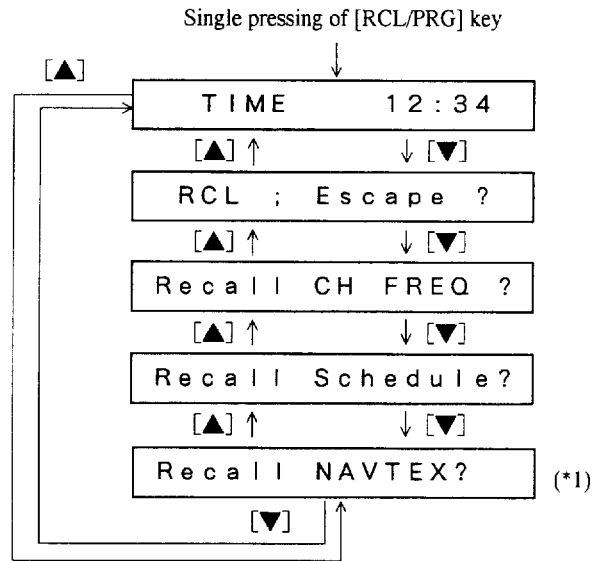 Single pressing of [RCL/PRG] key
[▲]
TIME 12:34
[▲] ↑ ↓ [▼]
RCL ; Escape ?
[▲] ↑ ↓ [▼]
Recall CH FREQ ?
[▲] ↑ ↓ [▼]
Recall Schedule?
[▲] ↑ ↓ [▼]
Recall NAVTEX? (*1)
[▼]